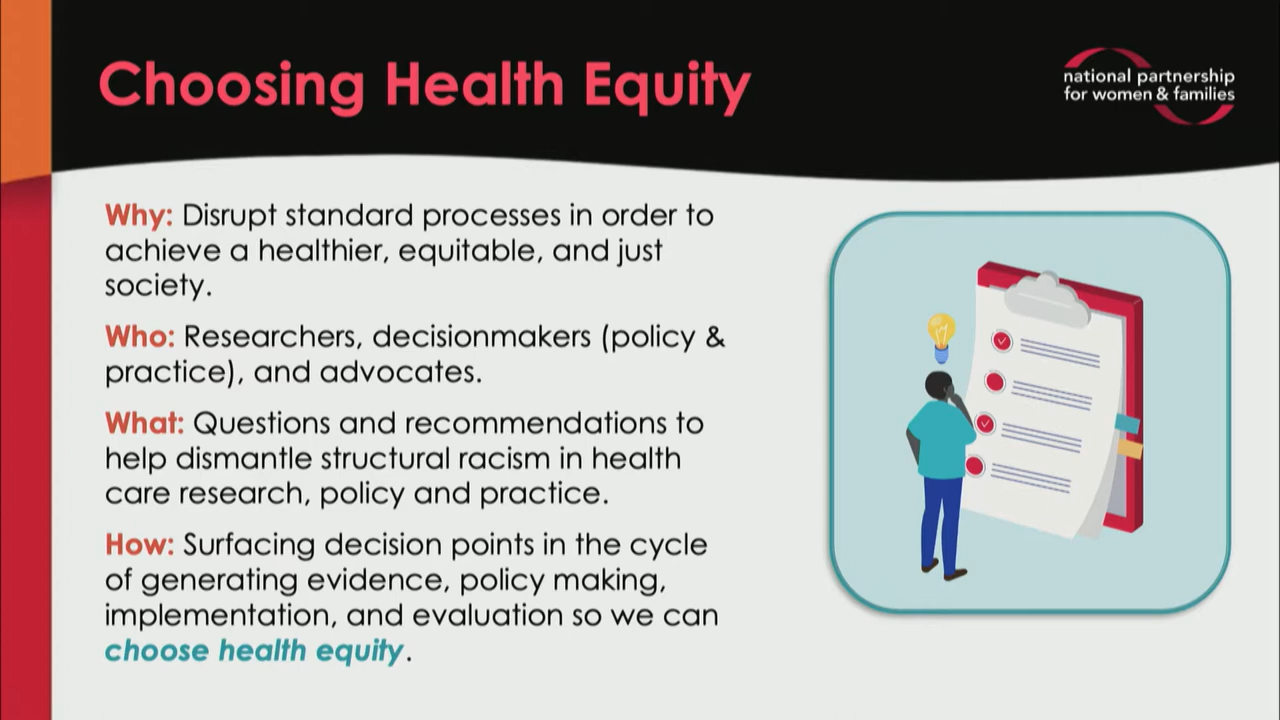 Choosing Health Equity
national partnership
for women & families
Why: Disrupt standard processes in order to
achieve a healthier, equitable, and just
society.
Who: Researchers, decisionmakers (policy &
practice), and advocates.
What: Questions and recommendations to
help dismantle structural racism in health
care research, policy and practice.
How: Surfacing decision points in the cycle
of generating evidence, policy making,
implementation, and evaluation so we can
choose health equity.